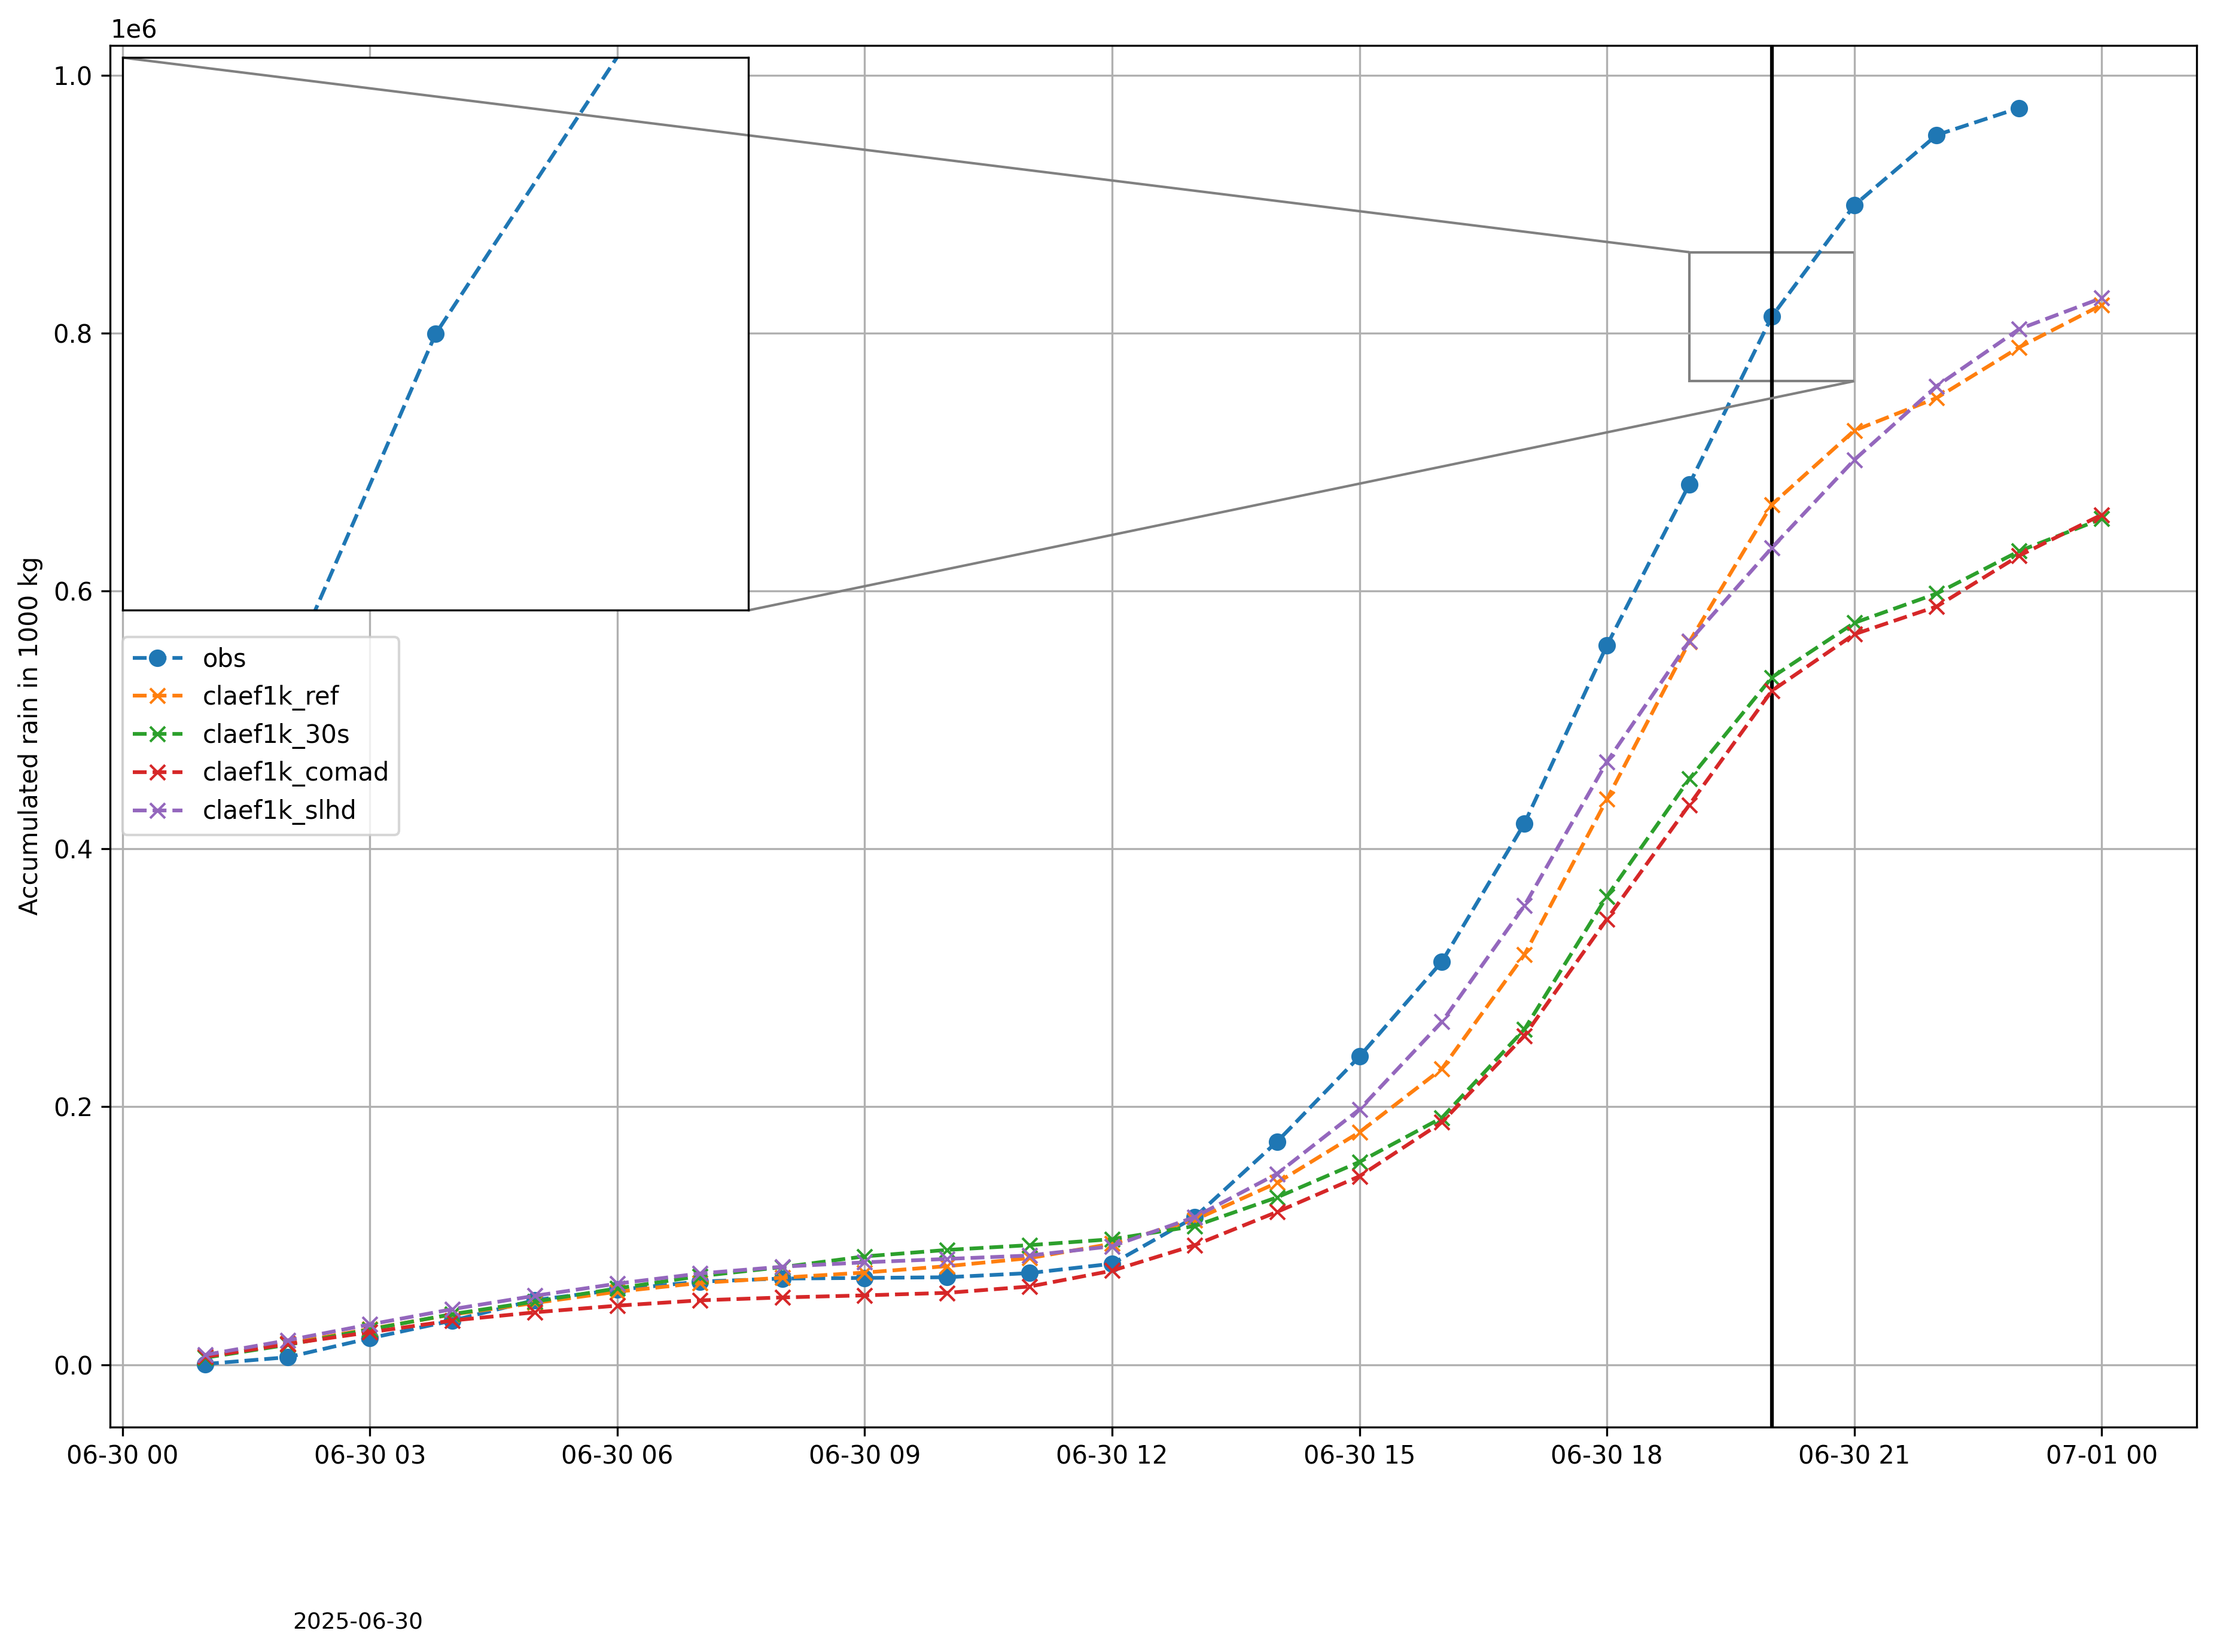 1e6
1.0
0.8
0.6
0.4
0.2
0.0
Accumulated rain in 1000 kg
obs
claef1k_ref
claef1k_30s
claef1k_comad
claef1k_slhd
06-30 00 06-30 03 06-30 06 06-30 09 06-30 12 06-30 15 06-30 18 06-30 21 07-01 00
2025-06-30